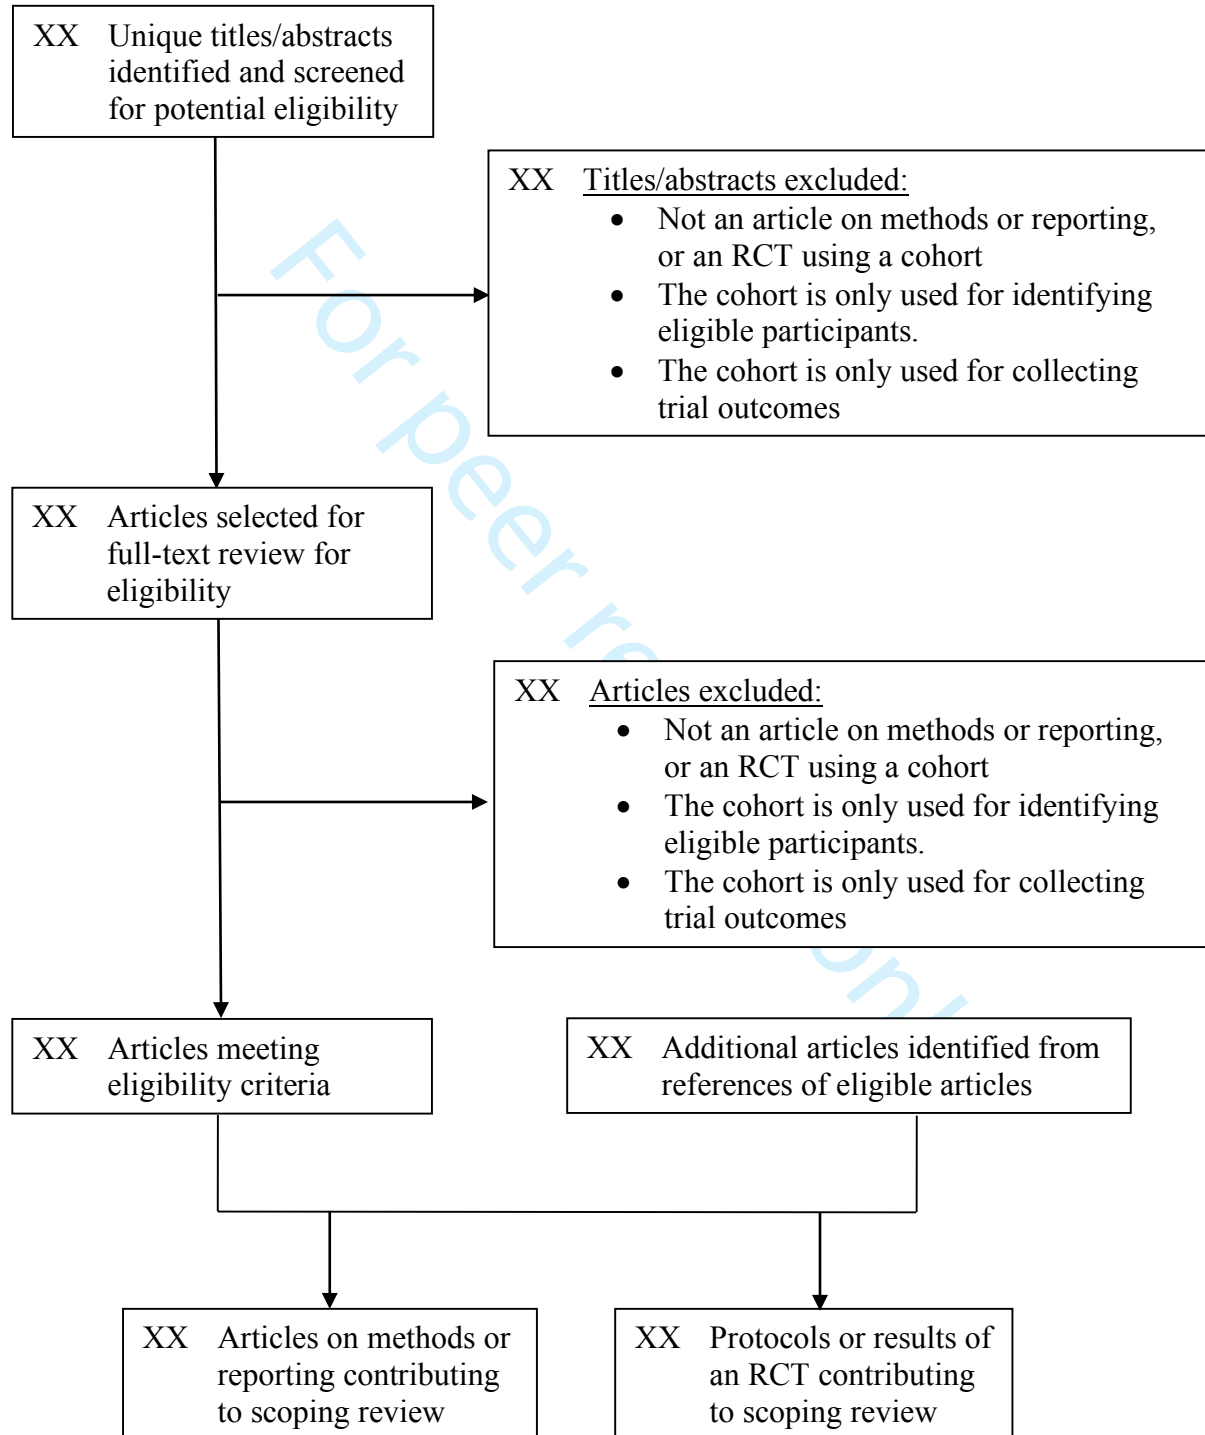 XX Unique titles/abstracts
identified and screened
for potential eligibility
XX Titles/abstracts excluded:
• Not an article on methods or reporting,
or an RCT using a cohort
• The cohort is only used for identifying
eligible participants.
• The cohort is only used for collecting
trial outcomes
XX Articles selected for
full-text review for
eligibility
XX Articles excluded:
• Not an article on methods or reporting,
or an RCT using a cohort
• The cohort is only used for identifying
eligible participants.
• The cohort is only used for collecting
trial outcomes
XX Articles meeting
eligibility criteria
XX Additional articles identified from
references of eligible articles
XX Articles on methods or
reporting contributing
to scoping review
XX Protocols or results of
an RCT contributing
to scoping review
For peer